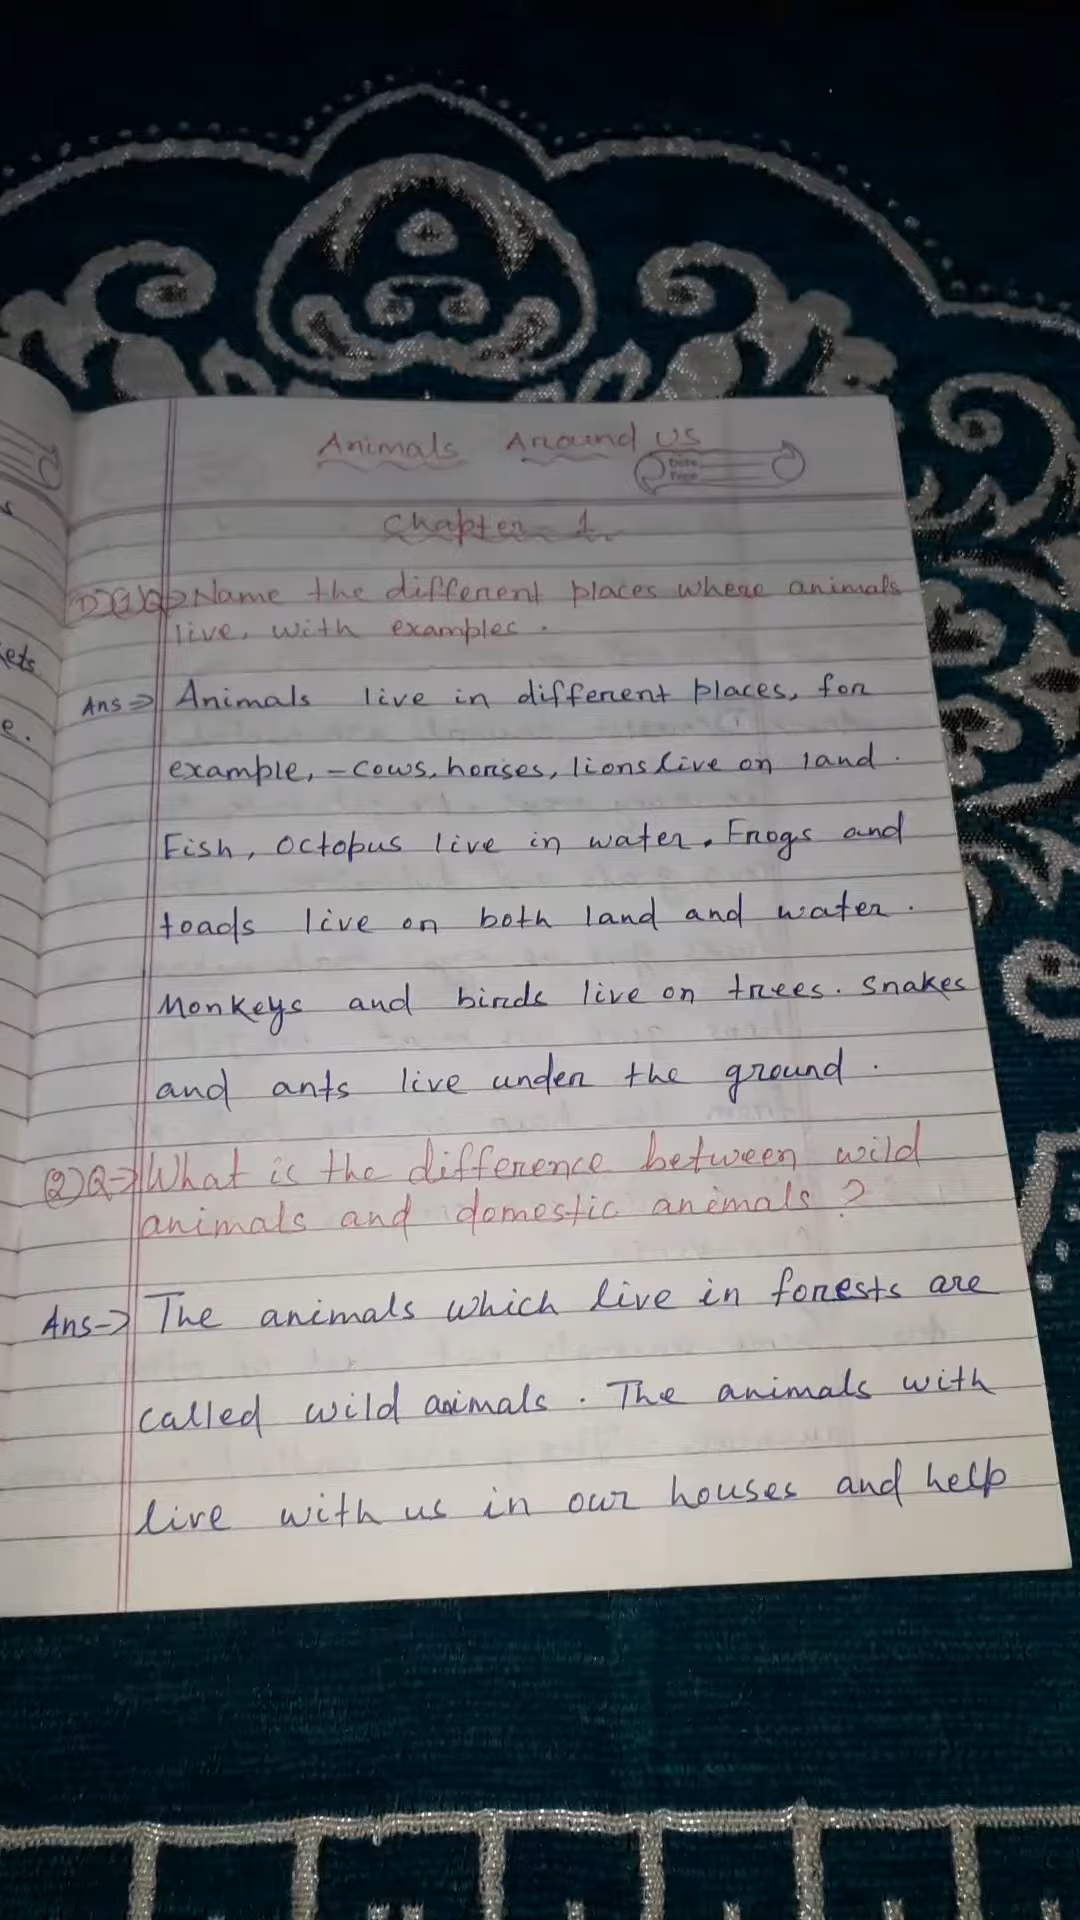 Animals Around us
Date
Page
Chapter - 1.
Name the different places where animals
live, with examples.
Ans => Animals live in different places, for
example, - cows, horses, lions live on land.
Fish, octopus live in water. Frogs and
toads live on both land and water.
Monkeys and birds live on trees. Snakes
and ants live under the ground.
2) Q -> What is the difference between wild
animals and domestic animals ?
Ans -> The animals which live in forests are
called wild animals. The animals with
live with us in our houses and help
ets
e.